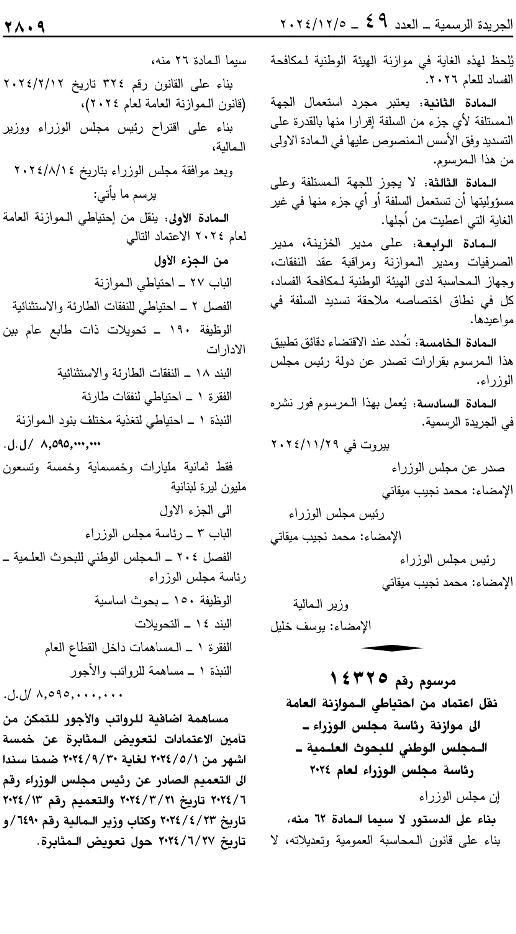 الجريدة الرسمية ــ العدد ٤٩ ــ ٢٠٢٤/١٢/٥
٢٨٠٩
يُلحظ لهذه الغاية في موازنة الهيئة الوطنية لمكافحة
الفساد للعام ٢٠٢٦.
المادة الثانية: يعتبر مجرد استعمال الجهة
المستلفة لأي جزء من السلفة إقرارا منها بالقدرة على
التسديد وفق الأسس المنصوص عليها في المادة الاولى
من هذا المرسوم.
المادة الثالثة: لا يجوز للجهة المستلفة وعلى
مسؤوليتها أن تستعمل السلفة أو أي جزء منها في غير
الغاية التي اعطيت من أجلها.
المادة الرابعة: على مدير الخزينة، مدير
الصرفيات ومدير الموازنة ومراقبة عقد النفقات،
وجهاز المحاسبة لدى الهيئة الوطنية لمكافحة الفساد،
كل في نطاق اختصاصه ملاحقة تسديد السلفة في
مواعيدها.
المادة الخامسة: تُحدد عند الاقتضاء دقائق تطبيق
هذا المرسوم بقرارات تصدر عن دولة رئيس مجلس
الوزراء.
المادة السادسة: يُعمل بهذا المرسوم فور نشره
في الجريدة الرسمية.
بيروت في ٢٠٢٤/١١/٢٩
صدر عن مجلس الوزراء
الإمضاء: محمد نجيب ميقاتي
رئيس مجلس الوزراء
الإمضاء: محمد نجيب ميقاتي
رئيس مجلس الوزراء
الإمضاء: محمد نجيب ميقاتي
وزير المالية
الإمضاء: يوسف خليل
مرسوم رقم ١٤٣٢٥
نقل اعتماد من احتياطي الموازنة العامة
الى موازنة رئاسة مجلس الوزراء ــ
المجلس الوطني للبحوث العلمية ــ
رئاسة مجلس الوزراء لعام ٢٠٢٤
إن مجلس الوزراء
بناء على الدستور لا سيما المادة ٦٢ منه،
بناء على قانون المحاسبة العمومية وتعديلاته، لا
سيما المادة ٢٦ منه،
بناء على القانون رقم ٣٢٤ تاريخ ٢٠٢٤/٢/١٢
(قانون الموازنة العامة لعام ٢٠٢٤)،
بناء على اقتراح رئيس مجلس الوزراء ووزير
المالية،
وبعد موافقة مجلس الوزراء بتاريخ ٢٠٢٤/٨/١٤
يرسم ما يأتي:
المادة الأولى: ينقل من إحتياطي الموازنة العامة
لعام ٢٠٢٤ الاعتماد التالي
من الجزء الأول
الباب ٢٧ ــ احتياطي الموازنة
الفصل ٢ ــ احتياطي للنفقات الطارئة والاستثنائية
الوظيفة ١٩٠ ــ تحويلات ذات طابع عام بين
الادارات
البند ١٨ ــ النفقات الطارئة والاستثنائية
الفقرة ١ ــ احتياطي لنفقات طارئة
النبذة ١ ــ احتياطي لتغذية مختلف بنود الموازنة
٨,٥٩٥,٠٠٠,٠٠٠ /ل.ل.
فقط ثمانية مليارات وخمسماية وخمسة وتسعون
مليون ليرة لبنانية
الى الجزء الاول
الباب ٣ ــ رئاسة مجلس الوزراء
الفصل ٢٠٤ ــ المجلس الوطني للبحوث العلمية ــ
رئاسة مجلس الوزراء
الوظيفة ١٥٠ ــ بحوث اساسية
البند ١٤ ــ التحويلات
الفقرة ١ ــ المساهمات داخل القطاع العام
النبذة ١ ــ مساهمة للرواتب والأجور
٨,٥٩٥,٠٠٠,٠٠٠ /ل.ل.
مساهمة اضافية للرواتب والأجور للتمكن من
تأمين الاعتمادات لتعويض المثابرة عن خمسة
اشهر من ٢٠٢٤/٥/١ لغاية ٢٠٢٤/٩/٣٠ ضمنا سندا
الى التعميم الصادر عن رئيس مجلس الوزراء رقم
٢٠٢٤/٦ تاريخ ٢٠٢٤/٣/٢١ والتعميم رقم ٢٠٢٤/١٣
تاريخ ٢٠٢٤/٤/٢٣ وكتاب وزير المالية رقم ٦٤٩٠/و
تاريخ ٢٠٢٤/٦/٢٧ حول تعويض المثابرة.